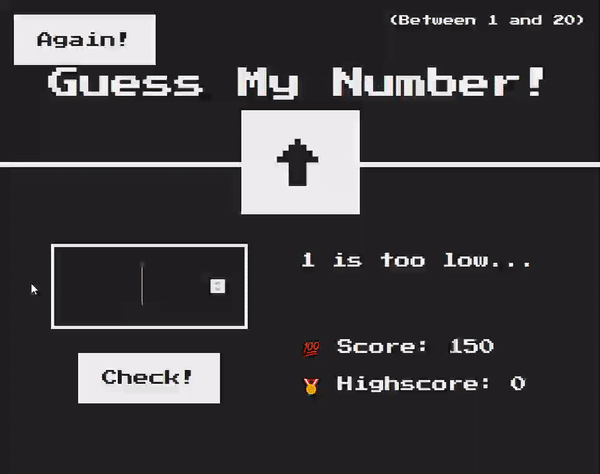 (Between 1 and 20)
Again!
Guess My Number!
1 is too low...
💯 Score: 150
Check!
🏅 Highscore: 0